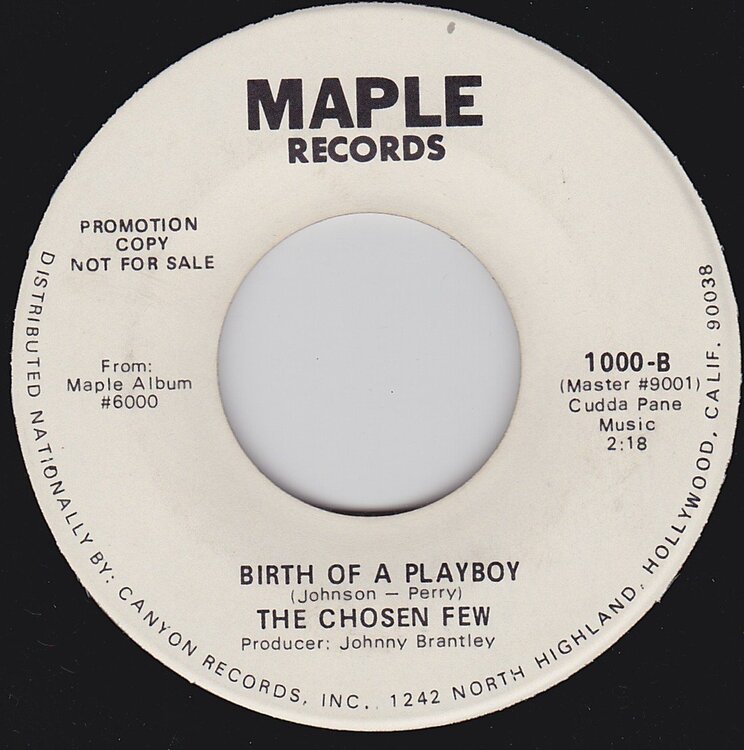 MAPLE
RECORDS
PROMOTION
COPY
NOT FOR SALE
From:
Maple Album
#6000
1000-B
(Master #9001)
Cudda Pane
Music
2:18
BIRTH OF A PLAYBOY
(Johnson – Perry)
THE CHOSEN FEW
Producer: Johnny Brantley
DISTRIBUTED NATIONALLY BY: CANYON RECORDS, INC., 1242 NORTH HIGHLAND, HOLLYWOOD, CALIF. 90038